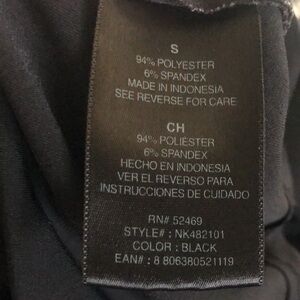 S
94% POLYESTER
6% SPANDEX
MADE IN INDONESIA
SEE REVERSE FOR CARE
CH
94% POLIESTER
6% SPANDEX
HECHO EN INDONESIA
VER EL REVERSO PARA
INSTRUCCIONES DE CUIDADO
RN# 52469
STYLE# : NK482101
COLOR : BLACK
EAN# : 8 806380521119